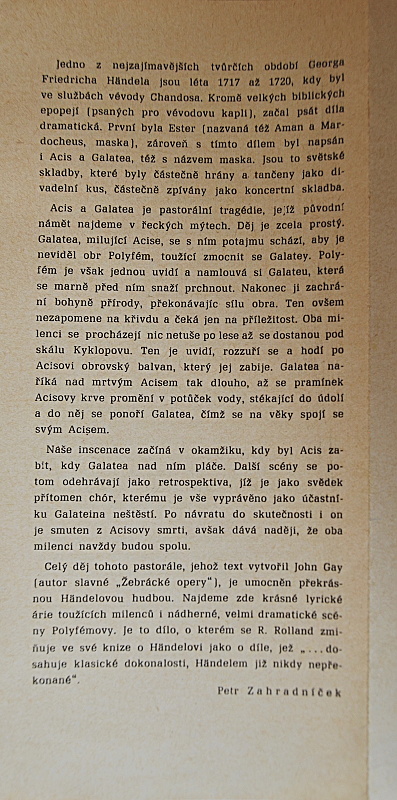 Jedno z nejzajímavějších tvůrčích období Georga
Friedricha Händela jsou léta 1717 až 1720, kdy byl
ve službách vévody Chandosa. Kromě velkých biblických
epopejí (psaných pro vévodovu kapli), začal psát díla
dramatická. První byla Ester (nazvaná též Aman a Mar-
docheus, maska), zároveň s tímto dílem byl napsán
i Acis a Galatea, též s názvem maska. Jsou to světské
skladby, které byly částečně hrány a tančeny jako di-
vadelní kus, částečně zpívány jako koncertní skladba.
Acis a Galatea je pastorální tragédie, jejíž původní
námět najdeme v řeckých mýtech. Děj je zcela prostý.
Galatea, milující Acise, se s ním potajmu schází, aby je
neviděl obr Polyfém, toužící zmocnit se Galatey. Poly-
fém je však jednou uvidí a namlouvá si Galateu, která
se marně před ním snaží prchnout. Nakonec ji zachrá-
ní bohyně přírody, překonávajíc sílu obra. Ten ovšem
nezapomene na křivdu a čeká jen na příležitost. Oba mi-
lenci se procházejí nic netuše po lese až se dostanou pod
skálu Kyklopovu. Ten je uvidí, rozzuří se a hodí po
Acisovi obrovský balvan, který jej zabije. Galatea na-
říká nad mrtvým Acisem tak dlouho, až se pramínek
Acisovy krve promění v potůček vody, stékající do údolí
a do něj se ponoří Galatea, čímž se na věky spojí se
svým Acisem.
Naše inscenace začíná v okamžiku, kdy byl Acis za-
bit, kdy Galatea nad ním pláče. Další scény se po-
tom odehrávají jako retrospektiva, jíž je jako svědek
přítomen chór, kterému je vše vyprávěno jako účastní-
ku Galateina neštěstí. Po návratu do skutečnosti i on
je smuten z Acisovy smrti, avšak dává naději, že oba
milenci navždy budou spolu.
Celý děj tohoto pastorále, jehož text vytvořil John Gay
(autor slavné „Žebrácké opery“), je umocněn překrás-
nou Händelovou hudbou. Najdeme zde krásné lyrické
árie toužících milenců i nádherné, velmi dramatické scé-
ny Polyfémovy. Je to dílo, o kterém se R. Rolland zmi-
ňuje ve své knize o Händelovi jako o díle, jež „...do-
sahuje klasické dokonalosti, Händelem již nikdy nepře-
konané“.
Petr Zahradníček